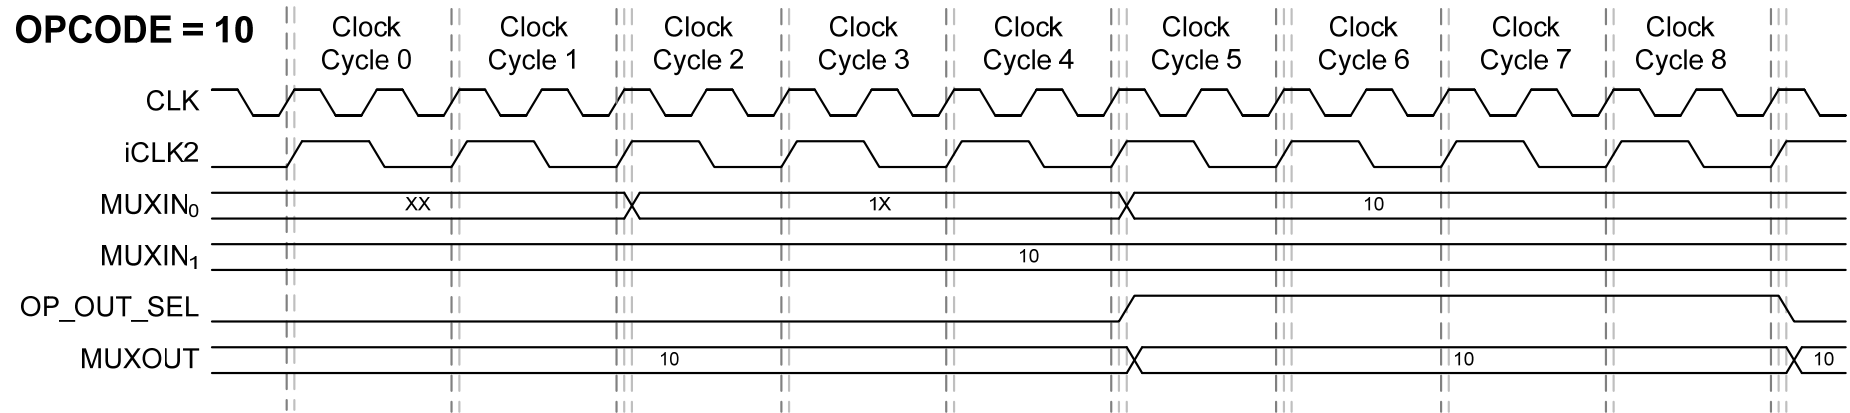 OPCODE = 10
Clock Cycle 0
Clock Cycle 1
Clock Cycle 2
Clock Cycle 3
Clock Cycle 4
Clock Cycle 5
Clock Cycle 6
Clock Cycle 7
Clock Cycle 8
CLK
iCLK2
MUXIN0 XX 1X 10
MUXIN1 10
OP_OUT_SEL
MUXOUT 10 10 10